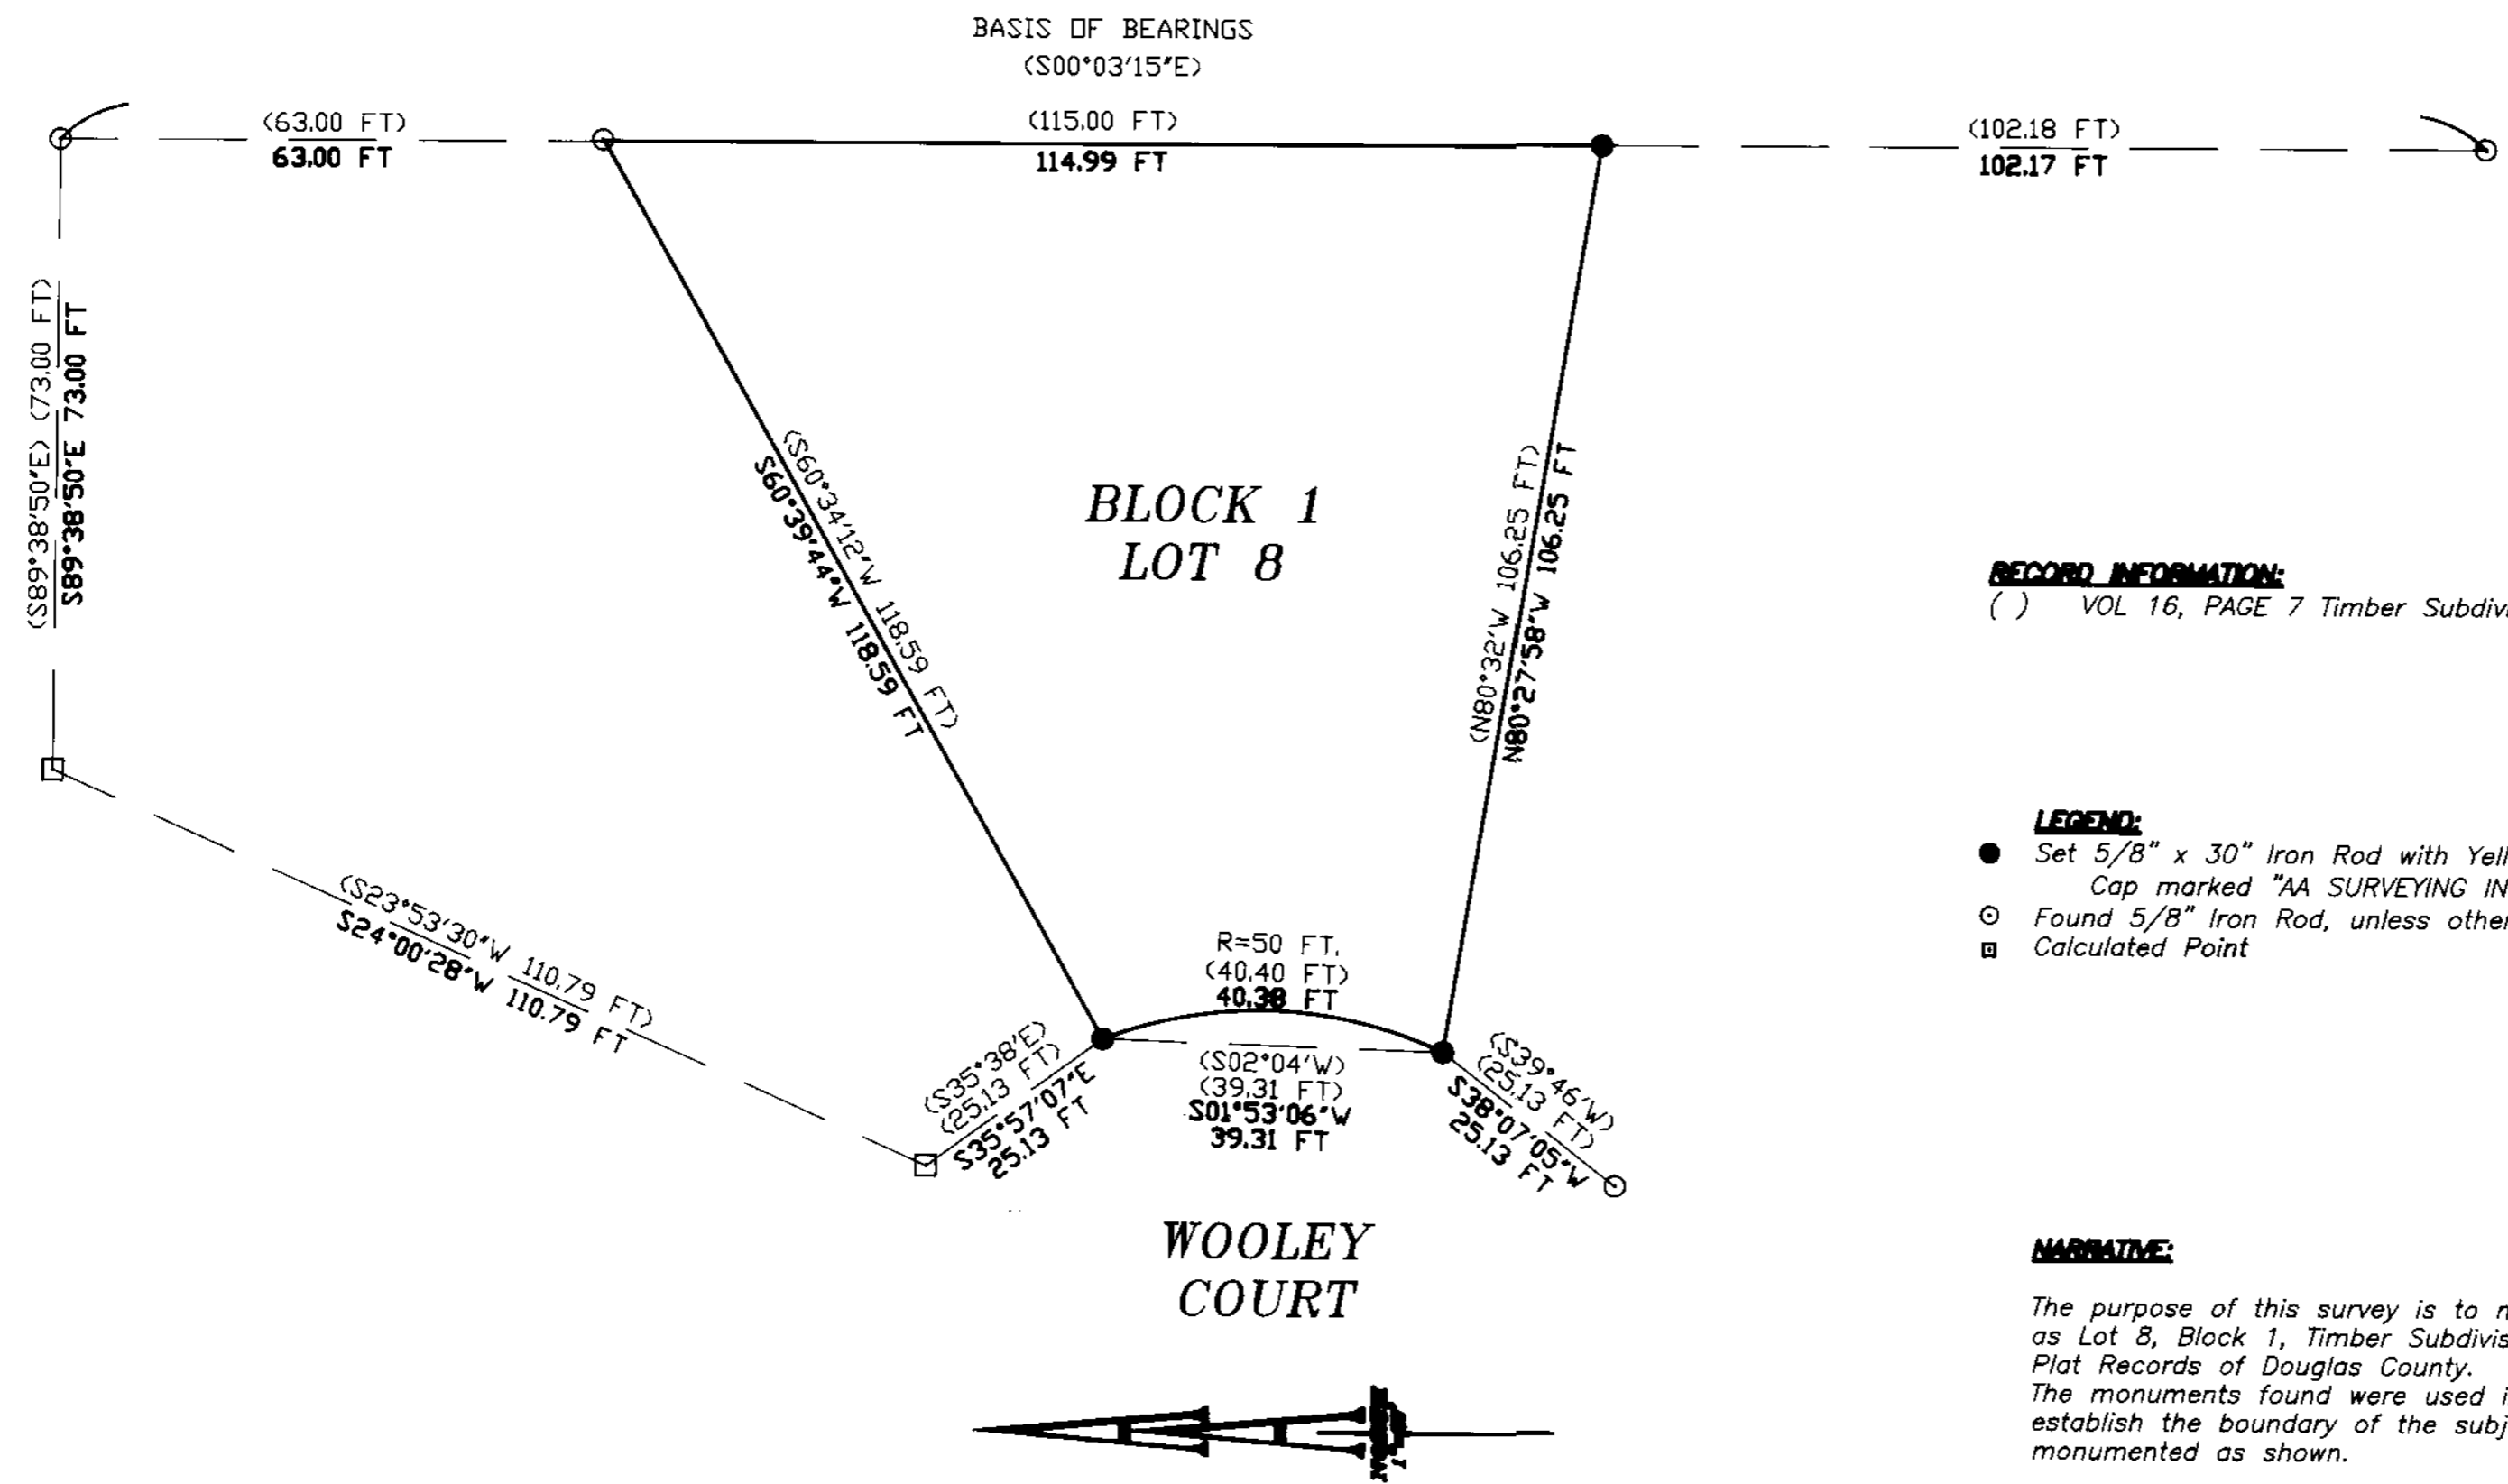 BASIS OF BEARINGS
(S00°03'15"E)
(63.00 FT)
63.00 FT
(115.00 FT)
114.99 FT
(102.18 FT)
102.17 FT
(S89°38'50"E) (73.00 FT)
S89°38'50"E 73.00 FT
(S60°34'12"W 118.59 FT)
S60°39'44"W 118.59 FT
BLOCK 1
LOT 8
(N80°32'W 106.25 FT)
N80°27'58"W 106.25 FT
RECORD INFORMATION:
( ) VOL 16, PAGE 7 Timber Subdiv
LEGEND:
Set 5/8" x 30" Iron Rod with Yell
Cap marked "AA SURVEYING IN
Found 5/8" Iron Rod, unless other
Calculated Point
(S23°53'30"W 110.79 FT)
S24°00'28"W 110.79 FT
R=50 FT.
(40.40 FT)
40.38 FT
(S35°38'E)
(25.13 FT)
S35°57'07"E
25.13 FT
(S02°04'W)
(39.31 FT)
S01°53'06"W
39.31 FT
(S39°46'W)
(25.13 FT)
S38°07'05"W
25.13 FT
WOOLEY
COURT
NARRATIVE:
The purpose of this survey is to
as Lot 8, Block 1, Timber Subdivis
Plat Records of Douglas County.
The monuments found were used i
establish the boundary of the subj
monumented as shown.